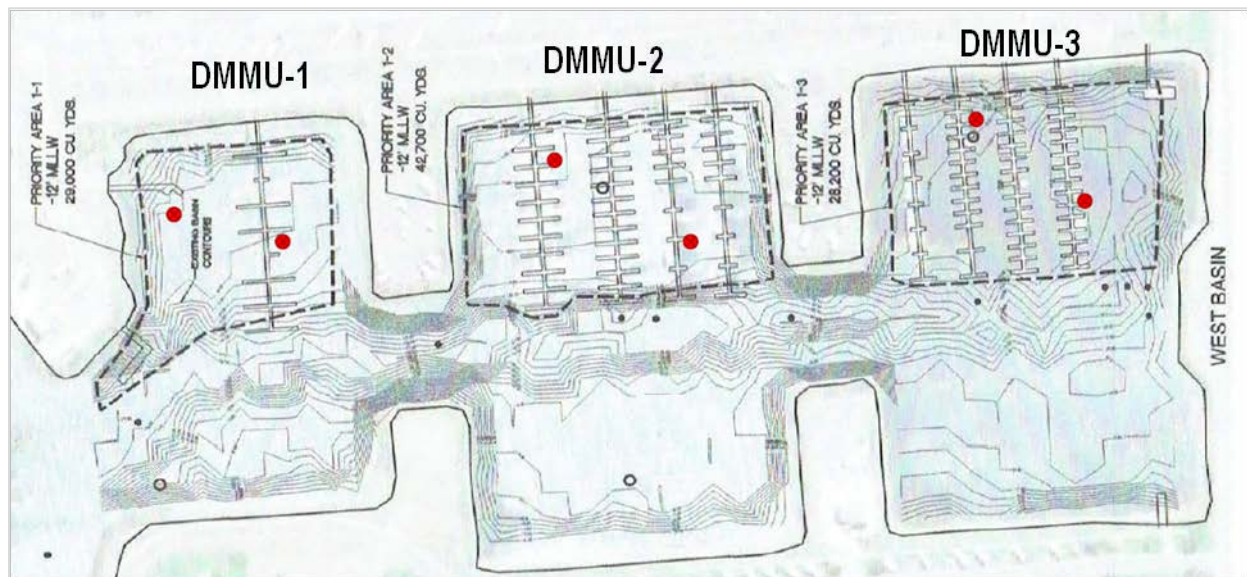 DMMU-1
DMMU-2
DMMU-3
PRIORITY AREA 1-1
-12' MLLW
29,000 CU. YDS.
PRIORITY AREA 1-2
-12' MLLW
42,700 CU. YDS.
PRIORITY AREA 1-3
-12' MLLW
28,200 CU. YDS.
EXISTING BASIN
CONTOURS
WEST BASIN